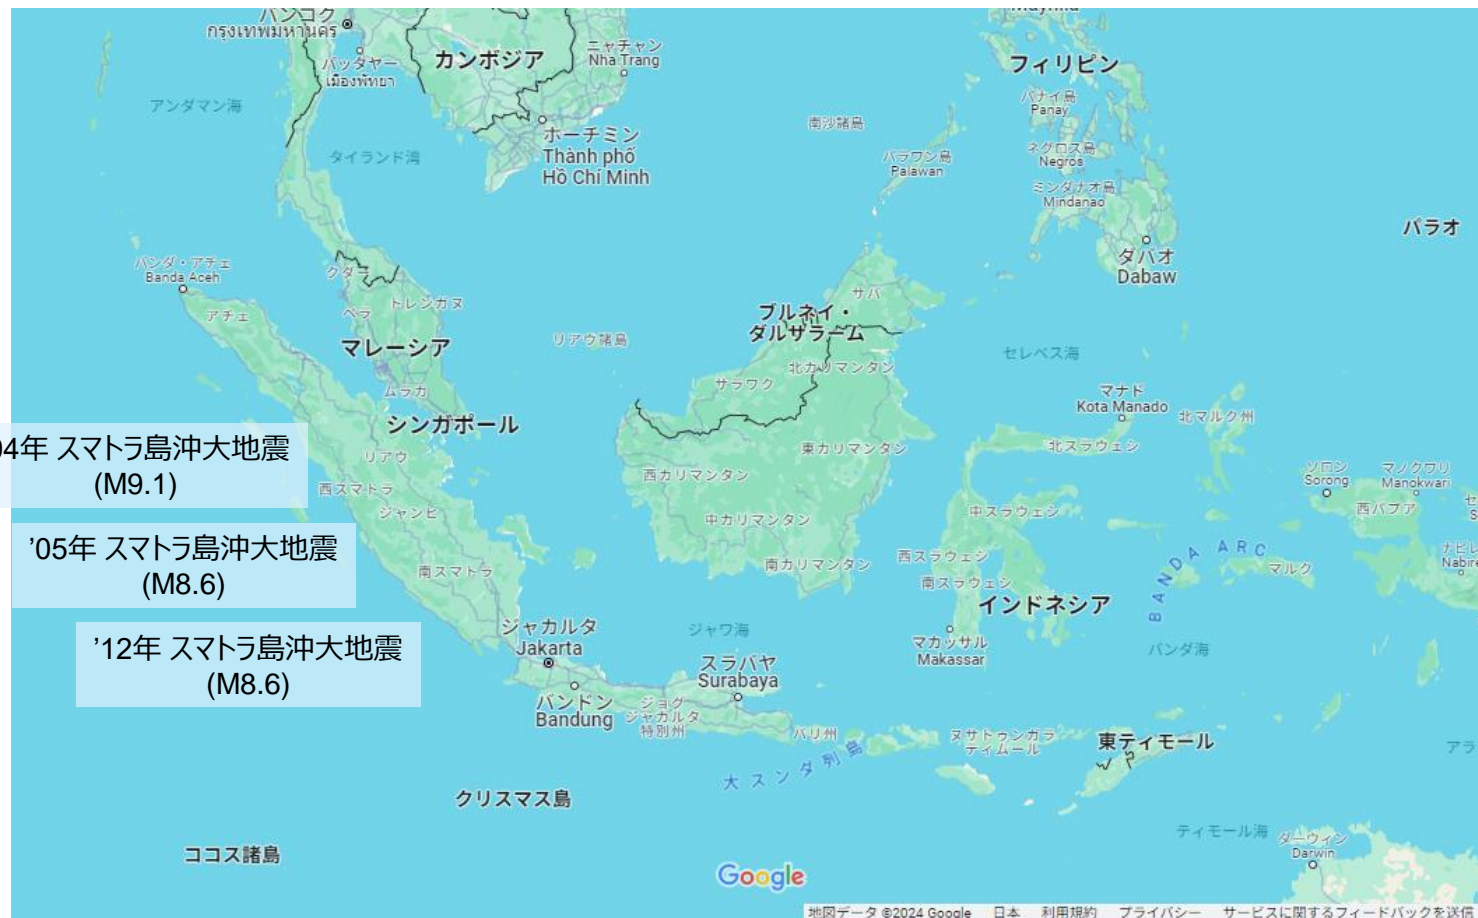 バンコク
กรุงเทพมหานคร
パッタヤー
เมืองพัทยา
カンボジア
ニャチャン
Nha Trang
フィリピン
アンダマン海
パナイ島
Panay
南沙諸島
ホーチミン
Thành phố
Hồ Chí Minh
タイランド湾
パラワン島
Palawan
ネグロス島
Negros
ミンダナオ島
Mindanao
パラオ
ダバオ
Dabaw
バンダ・アチェ
Banda Aceh
クダ
アチェ
ペラ
トレンガヌ
サバ
ブルネイ・
ダルサラーム
マレーシア
リアウ諸島
セレベス海
北カリマンタン
サラワク
ムラカ
マナド
Kota Manado
北マルク州
シンガポール
04年 スマトラ島沖大地震
(M9.1)
リアウ
東カリマンタン
北スラウェシ
西カリマンタン
ソロン
Sorong
マノクワリ
Manokwari
西スマトラ
ジャンビ
中カリマンタン
中スラウェシ
西パプア
'05年 スマトラ島沖大地震
(M8.6)
南スマトラ
南カリマンタン
西スラウェシ
南スラウェシ
BANDA ARC
マルク
ナビレ
Nabire
インドネシア
'12年 スマトラ島沖大地震
(M8.6)
ジャカルタ
Jakarta
ジャワ海
マカッサル
Makassar
バンダ海
スラバヤ
Surabaya
バンドン
Bandung
ジョグ
ジャカルタ
特別州
バリ州
ヌサトゥンガラ
ティムール
東ティモール
大スンダ列島
アラ
クリスマス島
ココス諸島
ティモール海
ダーウィン
Darwin
Google
地図データ ©2024 Google 日本 利用規約 プライバシー サービスに関するフィードバックを送信